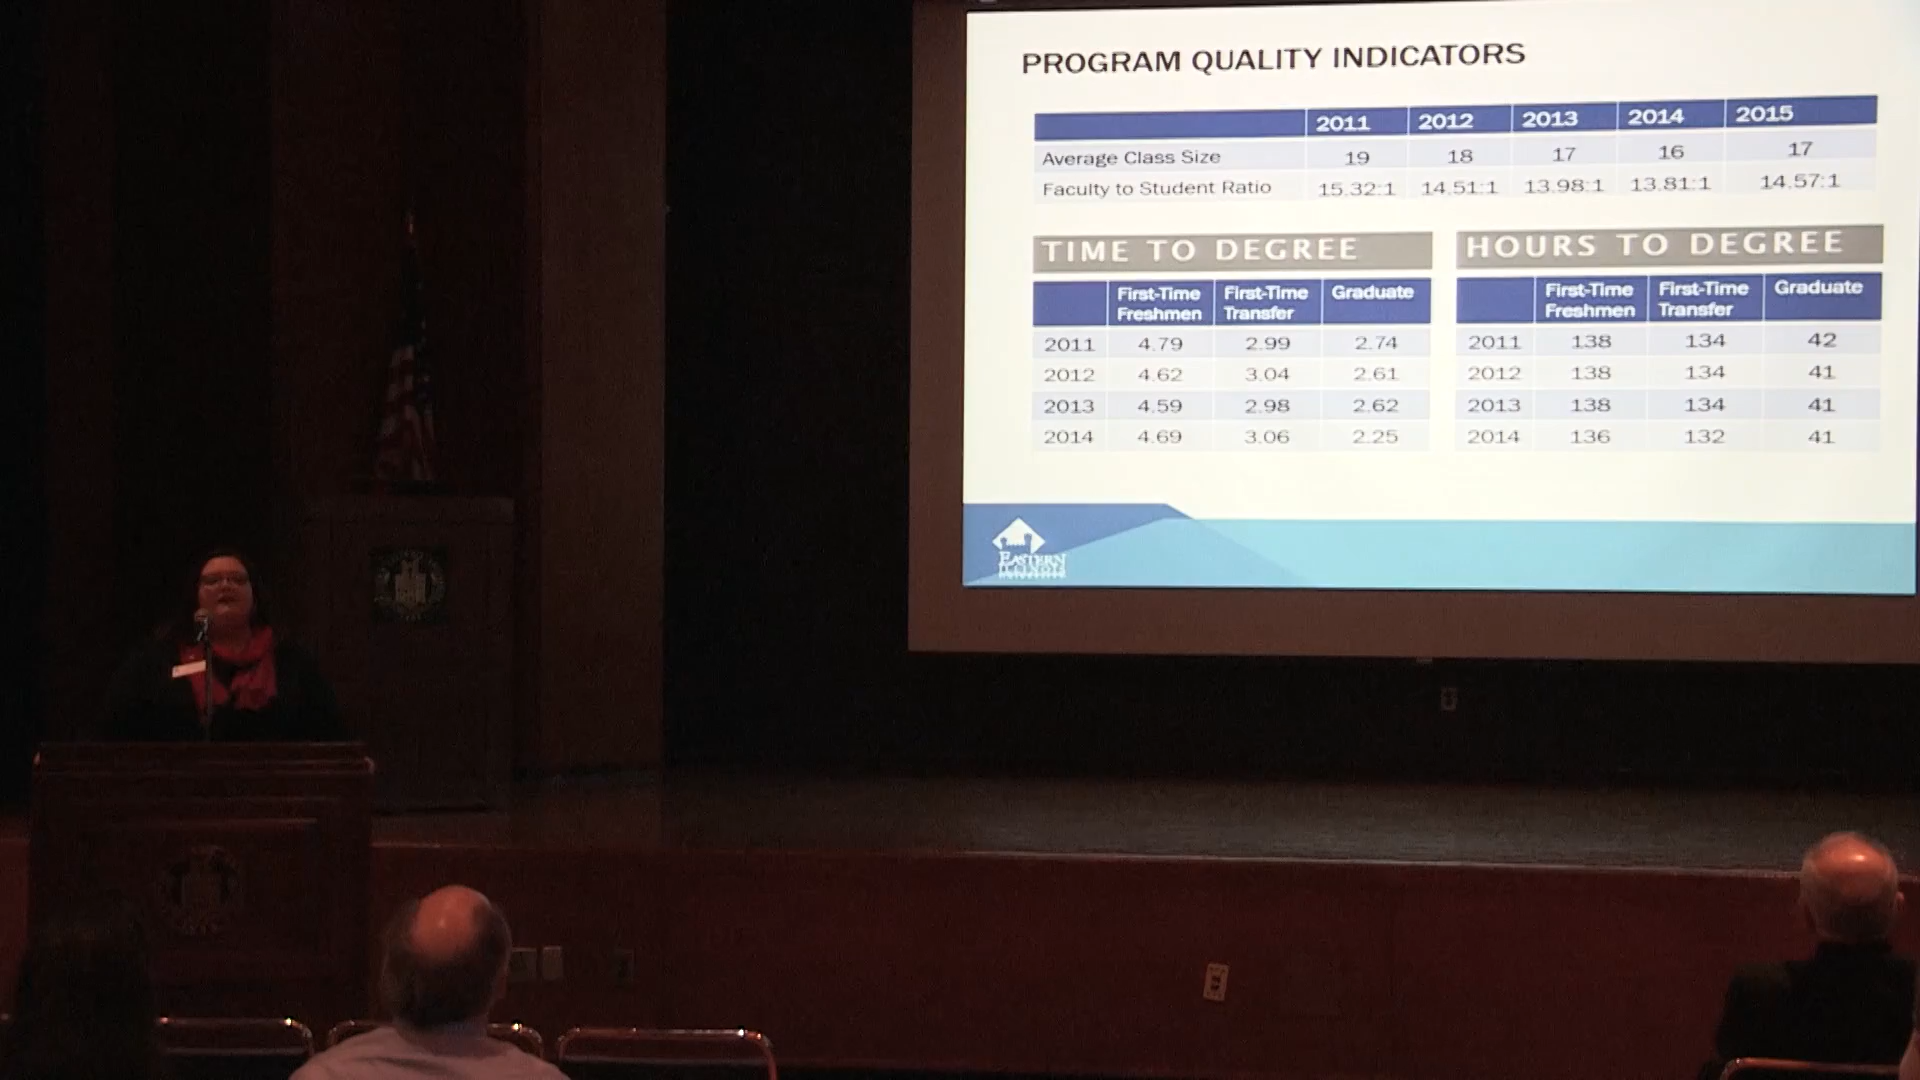 PROGRAM QUALITY INDICATORS
2011 2012 2013 2014 2015
Average Class Size 19 18 17 16 17
Faculty to Student Ratio 15.32:1 14.51:1 13.98:1 13.81:1 14.57:1
TIME TO DEGREE
First-Time Freshmen First-Time Transfer Graduate
2011 4.79 2.99 2.74
2012 4.62 3.04 2.61
2013 4.59 2.98 2.62
2014 4.69 3.06 2.25
HOURS TO DEGREE
First-Time Freshmen First-Time Transfer Graduate
2011 138 134 42
2012 138 134 41
2013 138 134 41
2014 136 132 41
EASTERN
ILLINOIS
UNIVERSITY